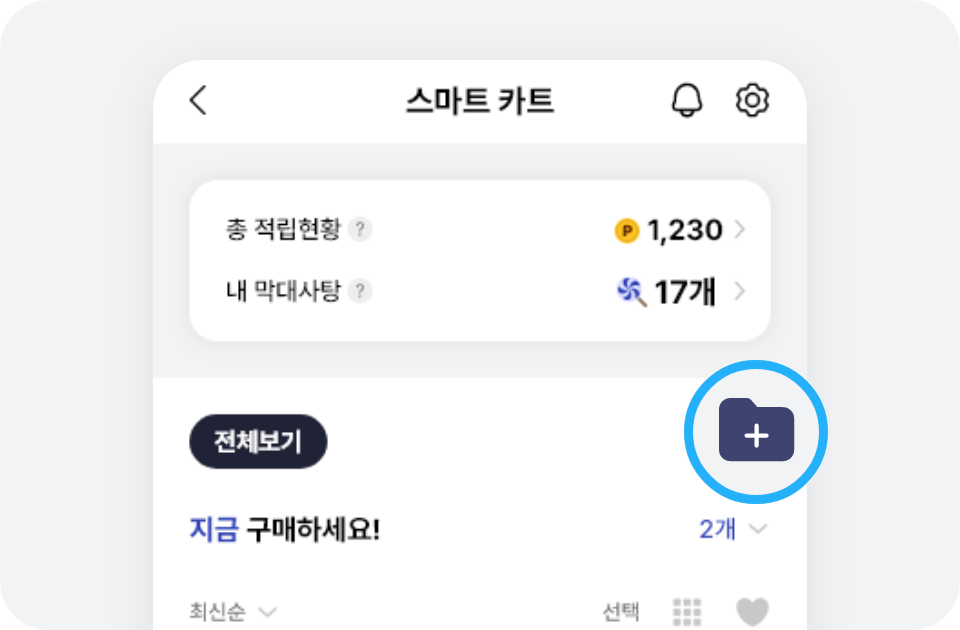 스마트 카트
총 적립현황 ? P 1,230
내 막대사탕 ? 17개
전체보기
지금 구매하세요! 2개
최신순 선택